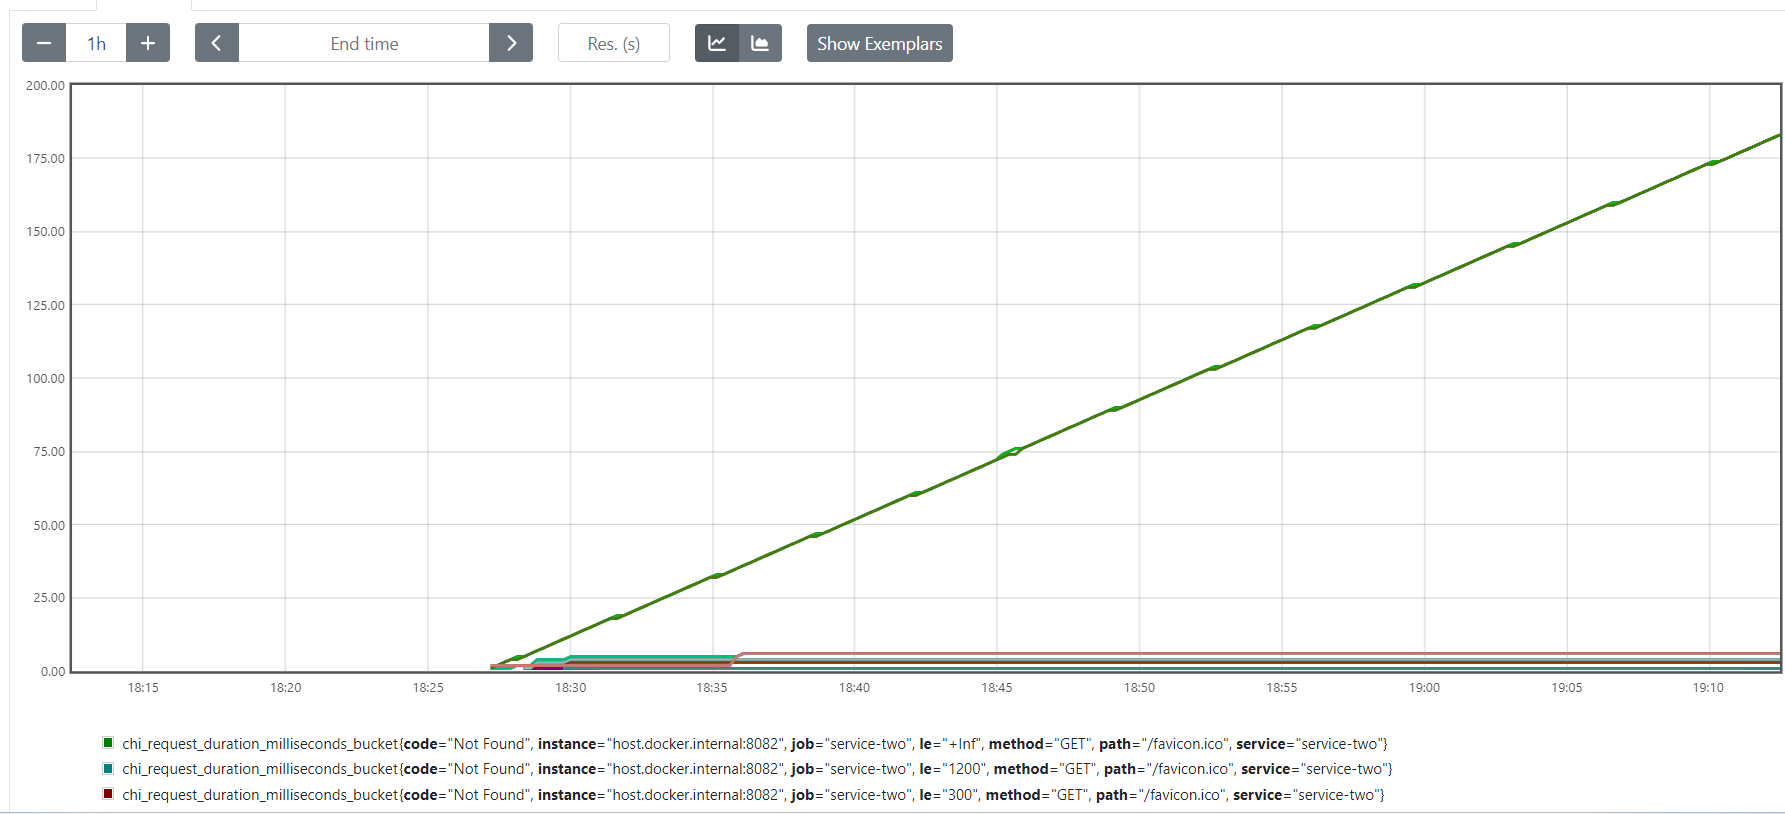 1h End time Res. (s) Show Exemplars
200.00
175.00
150.00
125.00
100.00
75.00
50.00
25.00
0.00
18:15 18:20 18:25 18:30 18:35 18:40 18:45 18:50 18:55 19:00 19:05 19:10
chi_request_duration_milliseconds_bucket{code="Not Found", instance="host.docker.internal:8082", job="service-two", le="+Inf", method="GET", path="/favicon.ico", service="service-two"}
chi_request_duration_milliseconds_bucket{code="Not Found", instance="host.docker.internal:8082", job="service-two", le="1200", method="GET", path="/favicon.ico", service="service-two"}
chi_request_duration_milliseconds_bucket{code="Not Found", instance="host.docker.internal:8082", job="service-two", le="300", method="GET", path="/favicon.ico", service="service-two"}